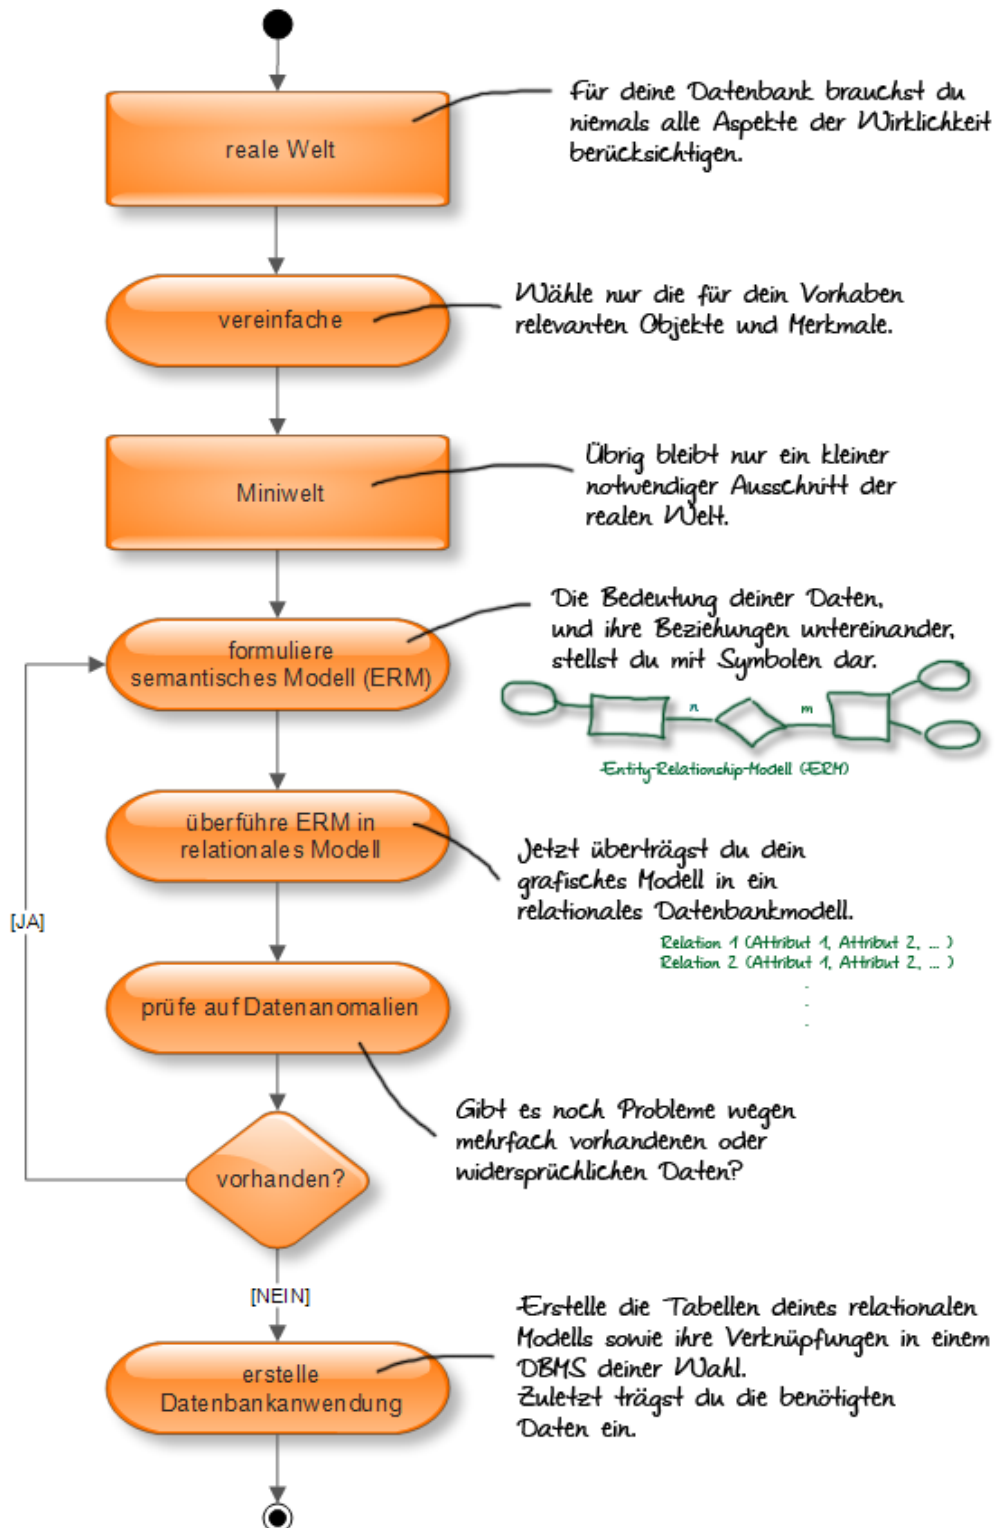 reale Welt
Für deine Datenbank brauchst du
niemals alle Aspekte der Wirklichkeit
berücksichtigen.
vereinfache
Wähle nur die für dein Vorhaben
relevanten Objekte und Merkmale.
Miniwelt
Übrig bleibt nur ein kleiner
notwendiger Ausschnitt der
realen Welt.
formuliere
semantisches Modell (ERM)
Die Bedeutung deiner Daten,
und ihre Beziehungen untereinander,
stellst du mit Symbolen dar.
n m
Entity-Relationship-Modell (ERM)
überführe ERM in
relationales Modell
Jetzt überträgst du dein
grafisches Modell in ein
relationales Datenbankmodell.
Relation 1 (Attribut 1, Attribut 2, ... )
Relation 2 (Attribut 1, Attribut 2, ... )
.
.
.
[JA]
prüfe auf Datenanomalien
Gibt es noch Probleme wegen
mehrfach vorhandenen oder
widersprüchlichen Daten?
vorhanden?
[NEIN]
erstelle
Datenbankanwendung
Erstelle die Tabellen deines relationalen
Modells sowie ihre Verknüpfungen in einem
DBMS deiner Wahl.
Zuletzt trägst du die benötigten
Daten ein.